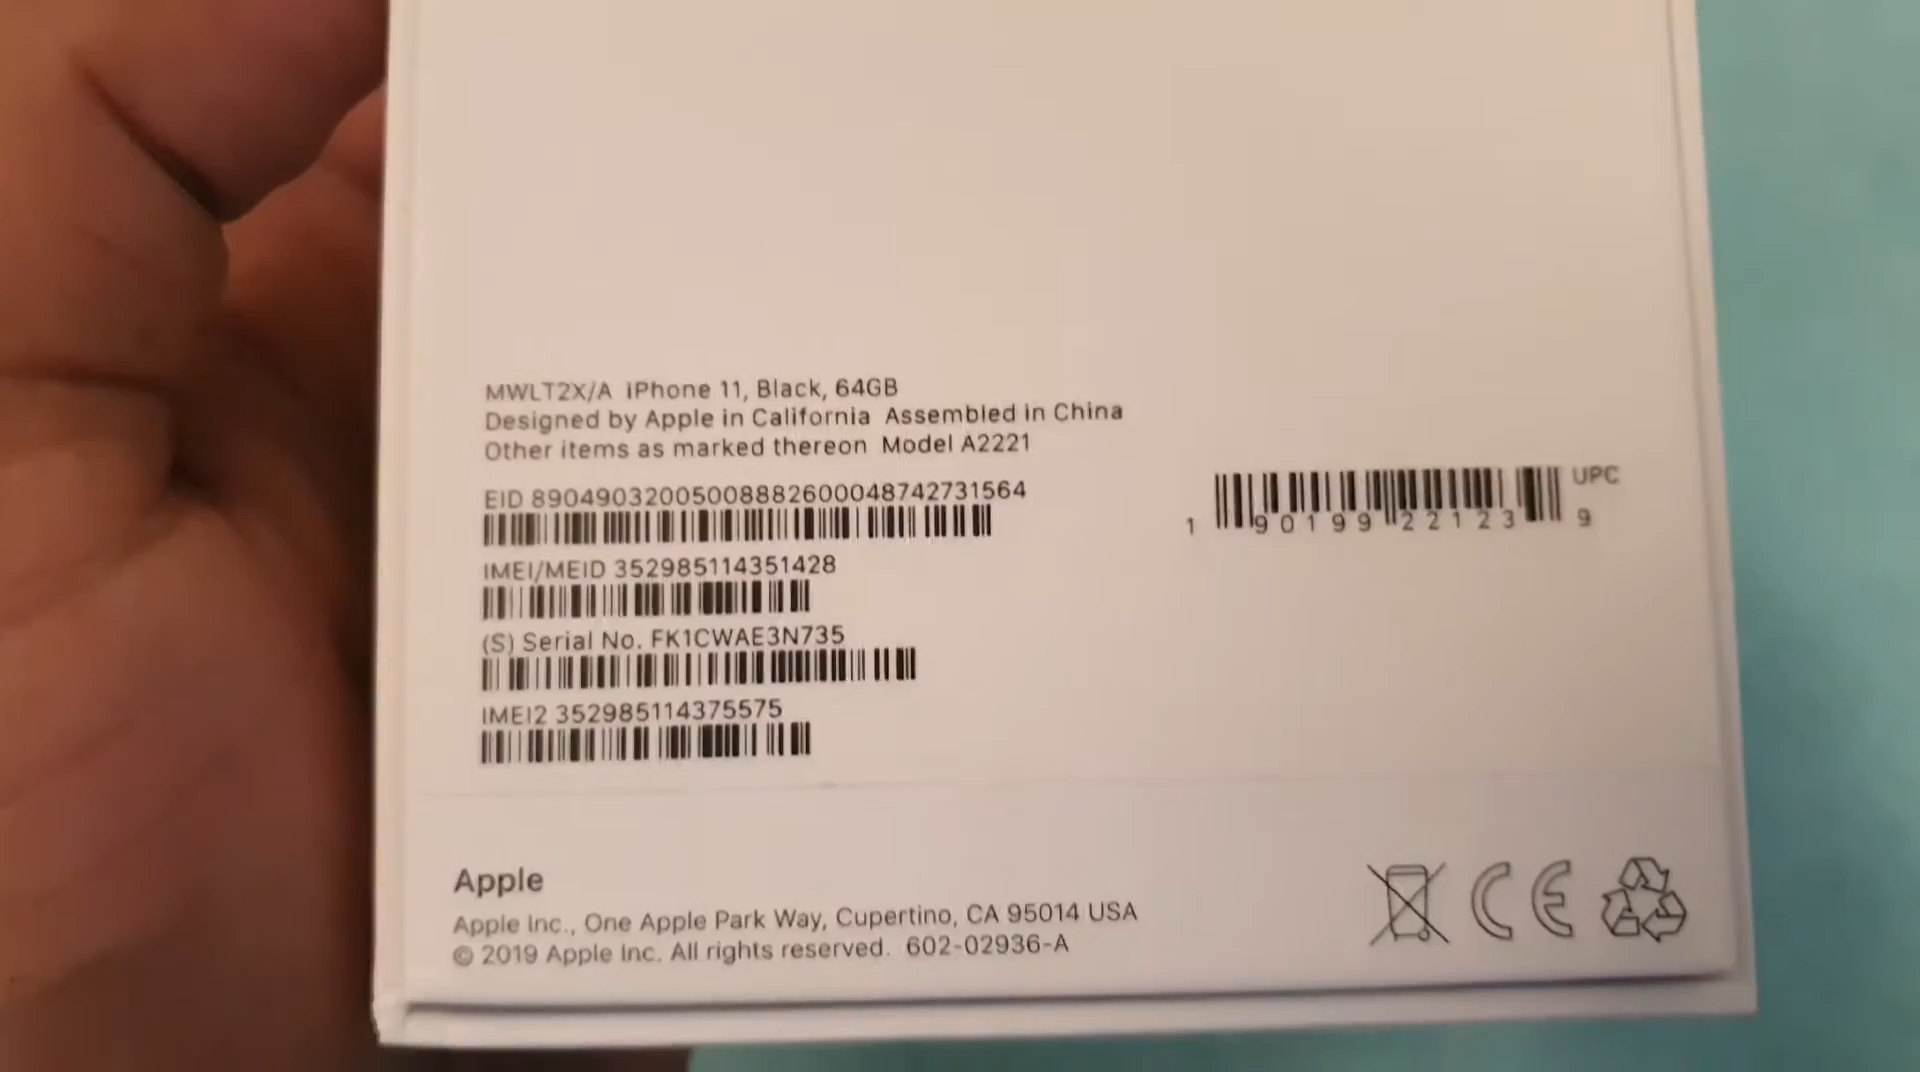 MWLT2X/A iPhone 11, Black, 64GB
Designed by Apple in California Assembled in China
Other items as marked thereon Model A2221
EID 89049032005008882600048742731564
IMEI/MEID 352985114351428
(S) Serial No. FK1CWAE3N735
IMEI2 352985114375575
UPC
1 90199 22123 9
Apple
Apple Inc., One Apple Park Way, Cupertino, CA 95014 USA
© 2019 Apple Inc. All rights reserved. 602-02936-A
CE